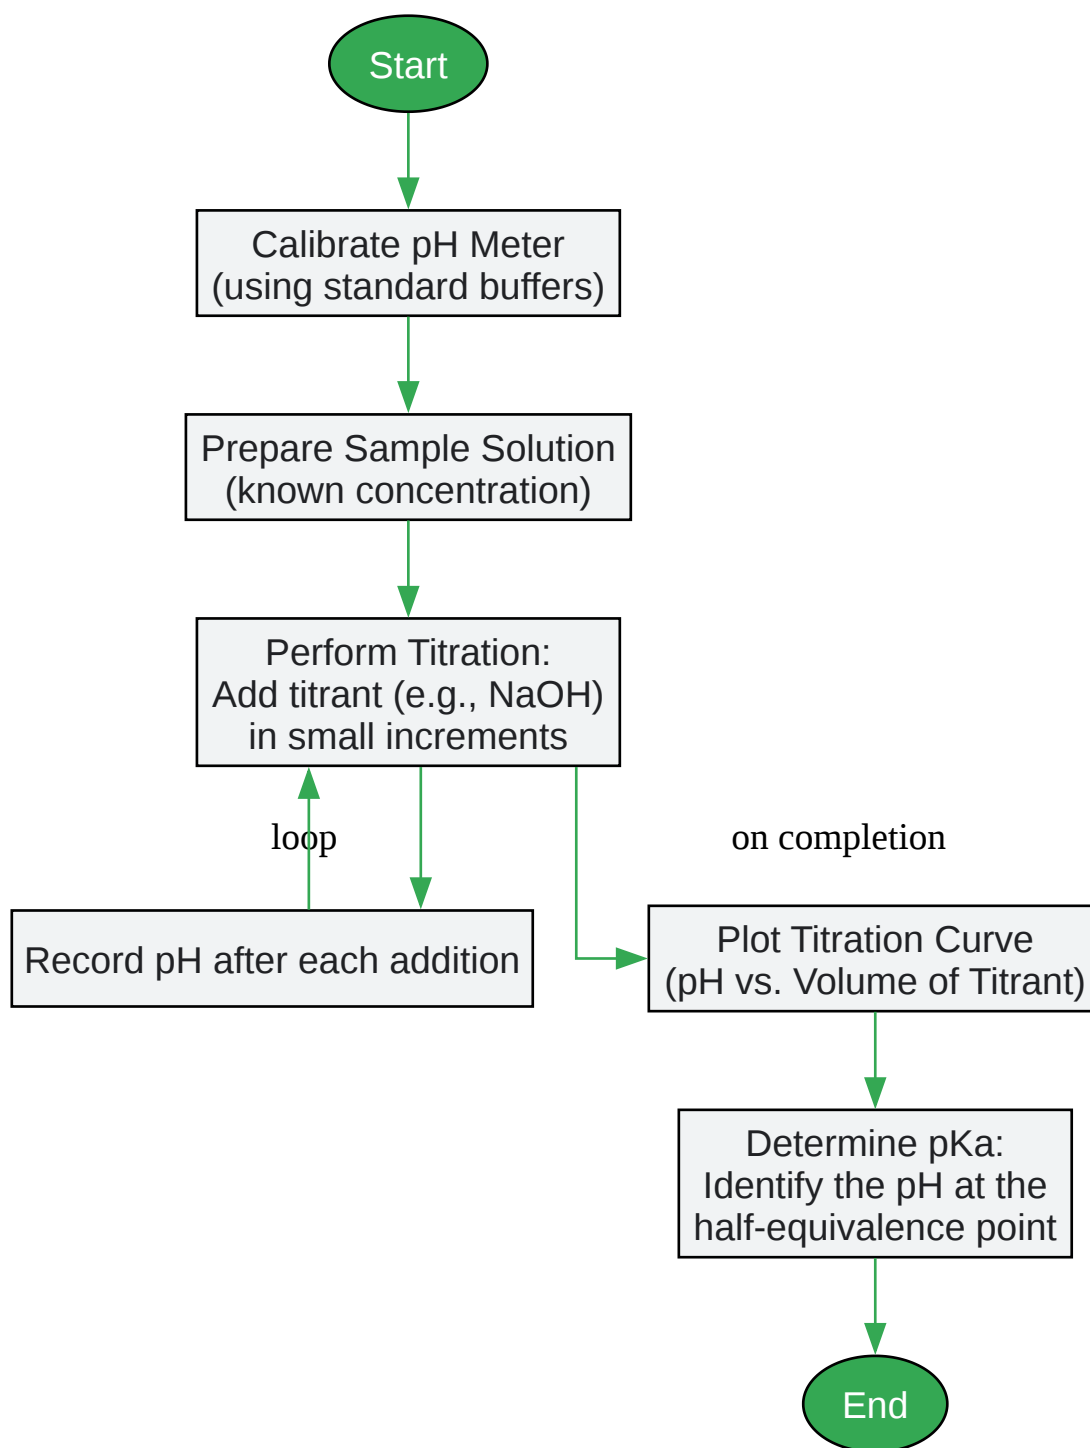 Start
Calibrate pH Meter
(using standard buffers)
Prepare Sample Solution
(known concentration)
Perform Titration:
Add titrant (e.g., NaOH)
in small increments
loop
on completion
Record pH after each addition
Plot Titration Curve
(pH vs. Volume of Titrant)
Determine pKa:
Identify the pH at the
half-equivalence point
End